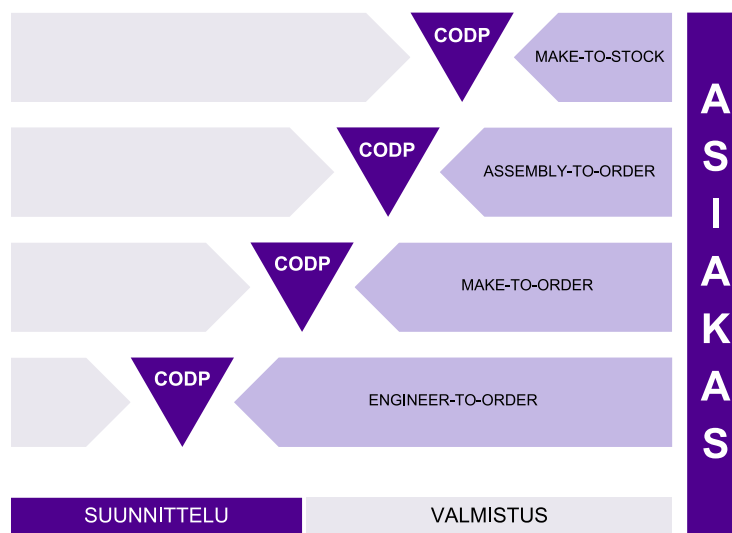 CODP
MAKE-TO-STOCK
CODP
ASSEMBLY-TO-ORDER
CODP
MAKE-TO-ORDER
CODP
ENGINEER-TO-ORDER
ASIAKAS
SUUNNITTELU
VALMISTUS